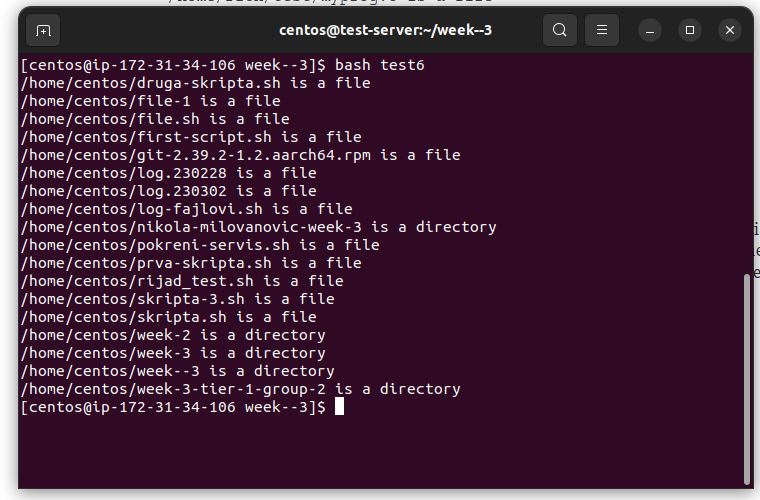 centos@test-server:~/week--3
[centos@ip-172-31-34-106 week--3]$ bash test6
/home/centos/druga-skripta.sh is a file
/home/centos/file-1 is a file
/home/centos/file.sh is a file
/home/centos/first-script.sh is a file
/home/centos/git-2.39.2-1.2.aarch64.rpm is a file
/home/centos/log.230228 is a file
/home/centos/log.230302 is a file
/home/centos/log-fajlovi.sh is a file
/home/centos/nikola-milovanovic-week-3 is a directory
/home/centos/pokreni-servis.sh is a file
/home/centos/prva-skripta.sh is a file
/home/centos/rijad_test.sh is a file
/home/centos/skripta-3.sh is a file
/home/centos/skripta.sh is a file
/home/centos/week-2 is a directory
/home/centos/week-3 is a directory
/home/centos/week--3 is a directory
/home/centos/week-3-tier-1-group-2 is a directory
[centos@ip-172-31-34-106 week--3]$